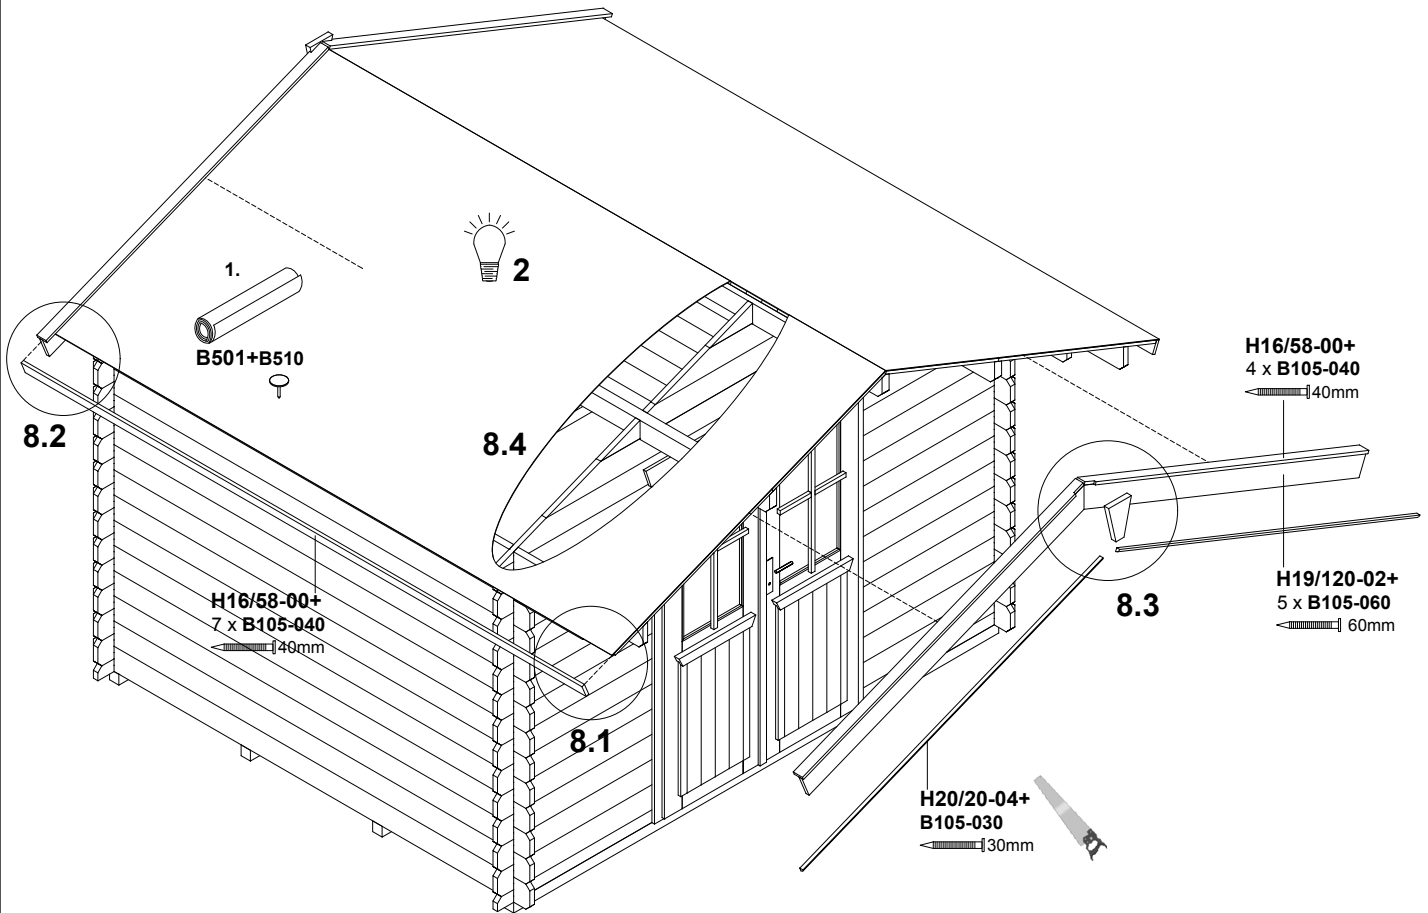 1.
2
B501+B510
8.2
8.4
H16/58-00+
4 x B105-040
40mm
H16/58-00+
7 x B105-040
40mm
8.1
8.3
H19/120-02+
5 x B105-060
60mm
H20/20-04+
B105-030
30mm